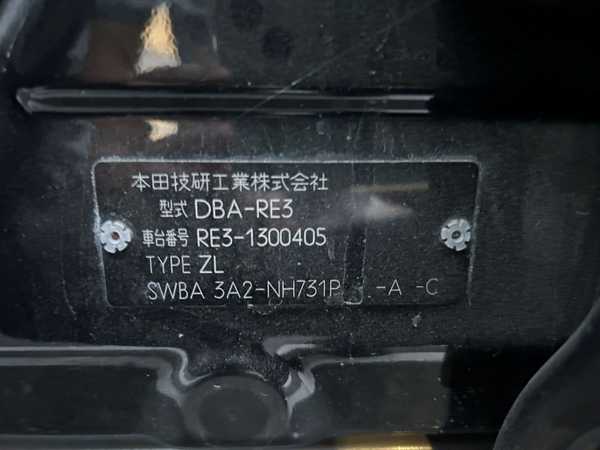 本田技研工業株式会社
型式 DBA-RE3
車台番号 RE3-1300405
TYPE ZL
SWBA 3A2-NH731P -A -C